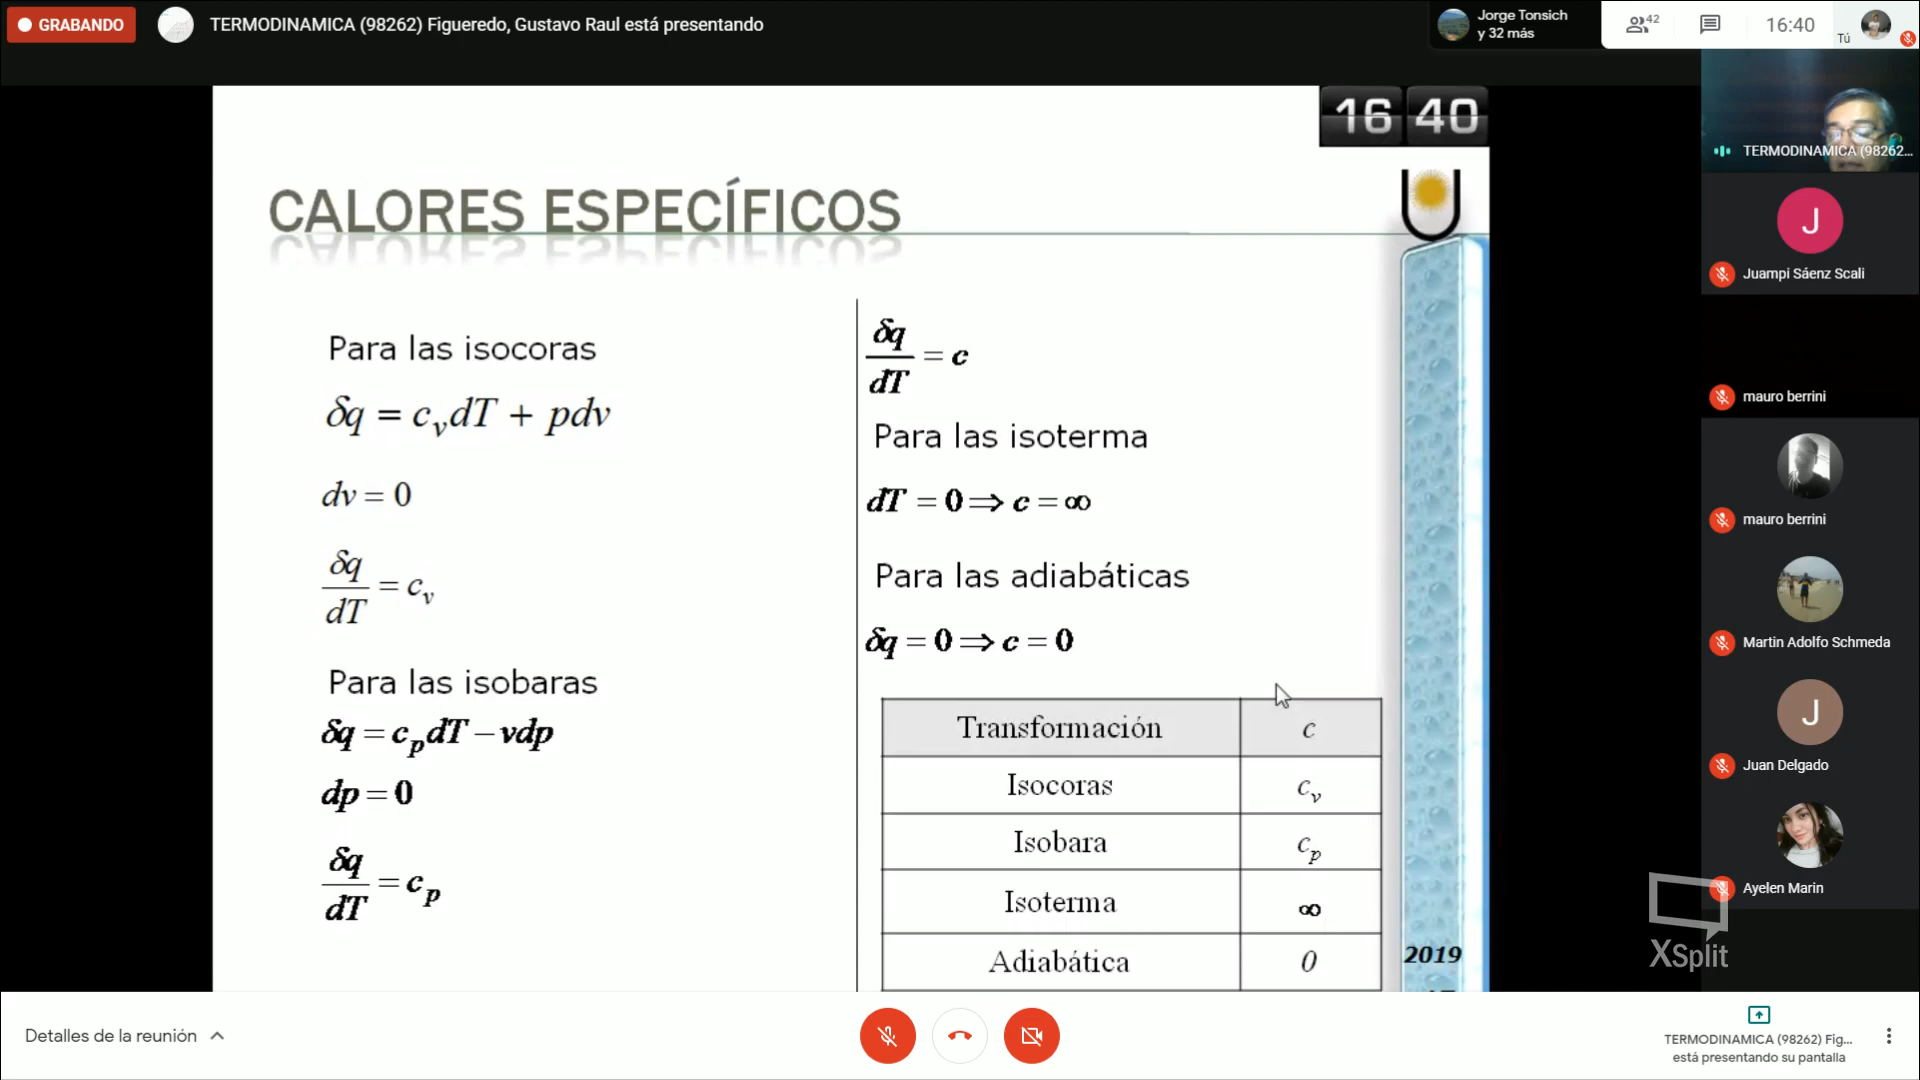 GRABANDO
TERMODINAMICA (98262) Figueredo, Gustavo Raul está presentando
Jorge Tonsich
y 32 más
42
16:40
Tú
16 40
CALORES ESPECÍFICOS
Para las isocoras
δq = c_v dT + pdv
dv = 0
δq/dT = c_v
Para las isobaras
δq = c_p dT − vdp
dp = 0
δq/dT = c_p
δq/dT = c
Para las isoterma
dT = 0 ⇒ c = ∞
Para las adiabáticas
δq = 0 ⇒ c = 0
Transformación c
Isocoras c_v
Isobara c_p
Isoterma ∞
Adiabática 0
2019
TERMODINAMICA (98262...
J
Juampi Sáenz Scali
mauro berrini
mauro berrini
Martin Adolfo Schmeda
J
Juan Delgado
Ayelen Marin
XSplit
Detalles de la reunión
TERMODINAMICA (98262) Fig...
está presentando su pantalla